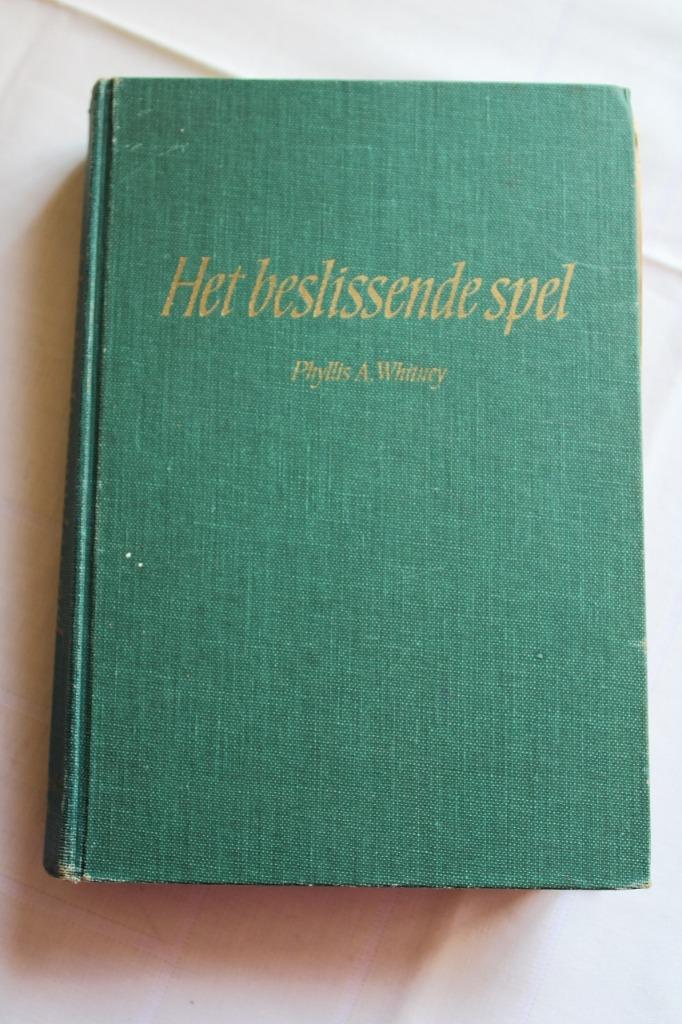 Het beslissende spel
Phyllis A. Whitney